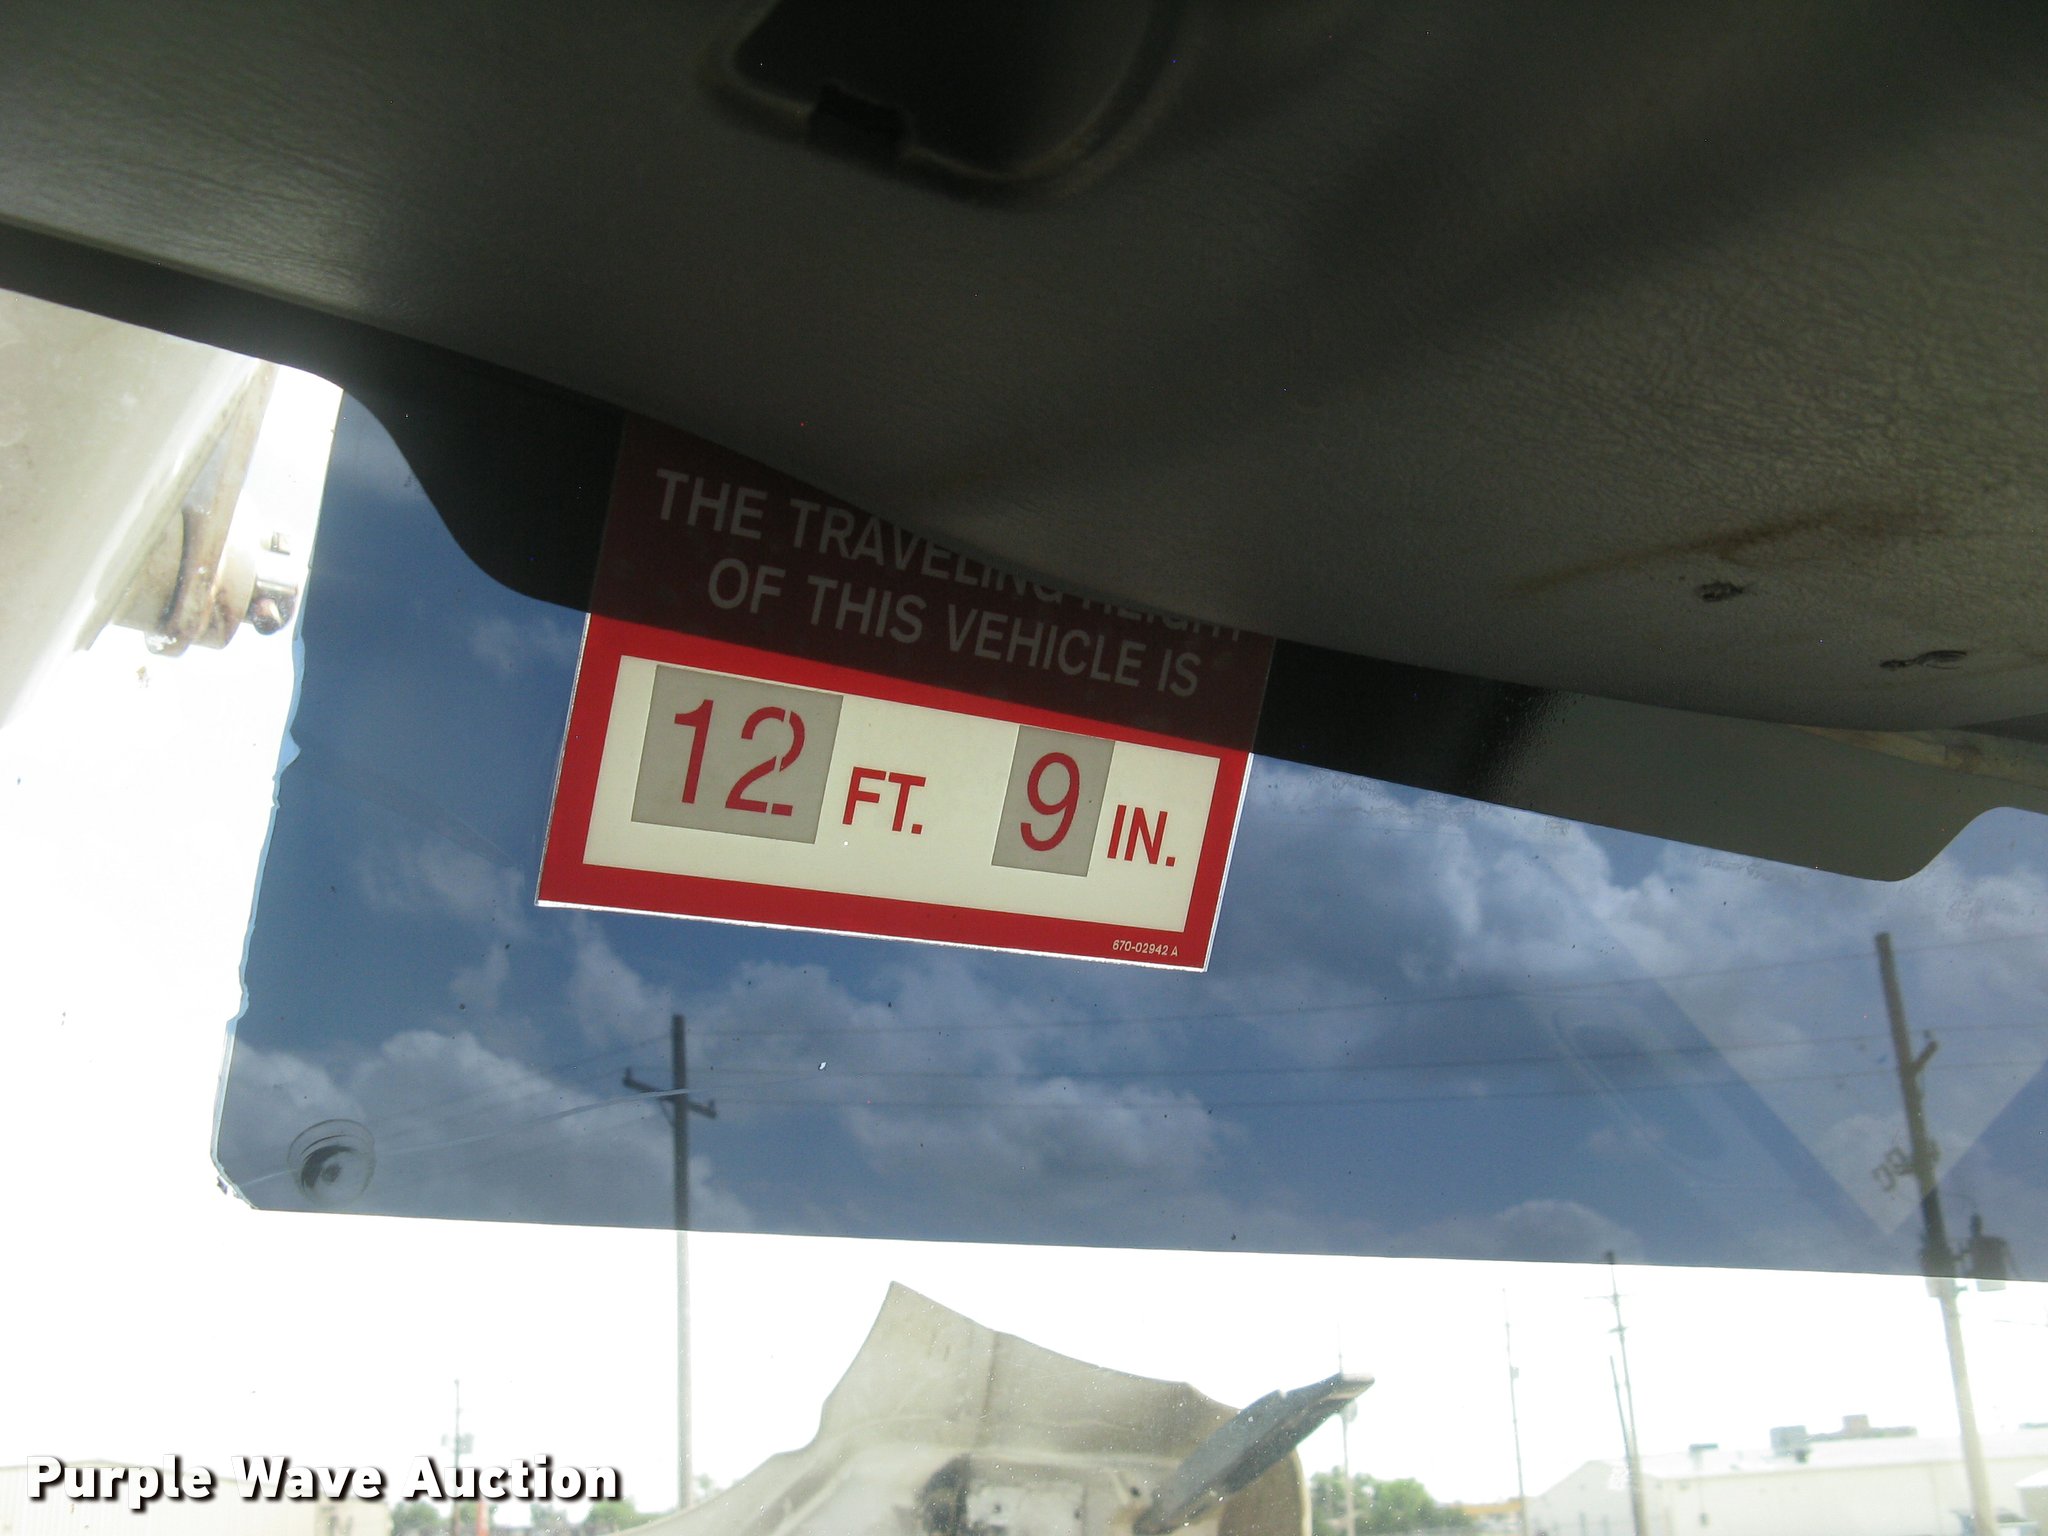 THE TRAVELING HEIGHT
OF THIS VEHICLE IS
12 FT. 9 IN.
670-02942 A
Purple Wave Auction